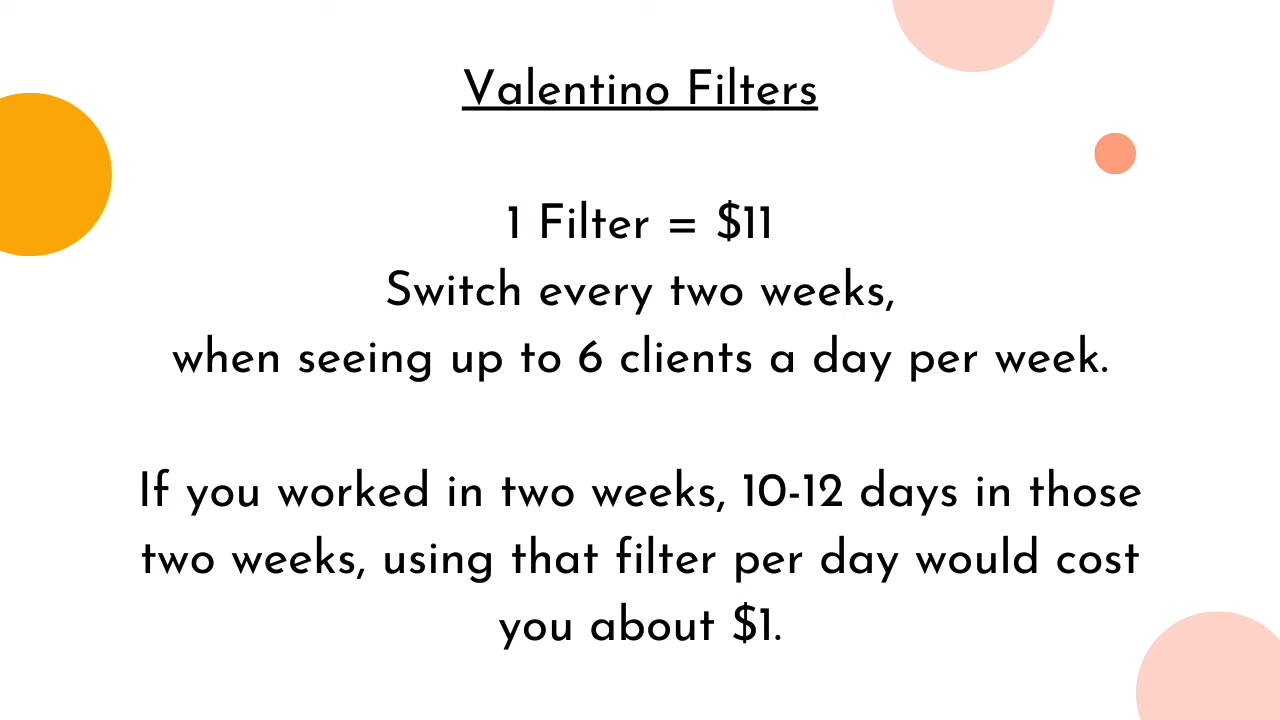 Valentino Filters
1 Filter = $11
Switch every two weeks,
when seeing up to 6 clients a day per week.
If you worked in two weeks, 10-12 days in those
two weeks, using that filter per day would cost
you about $1.